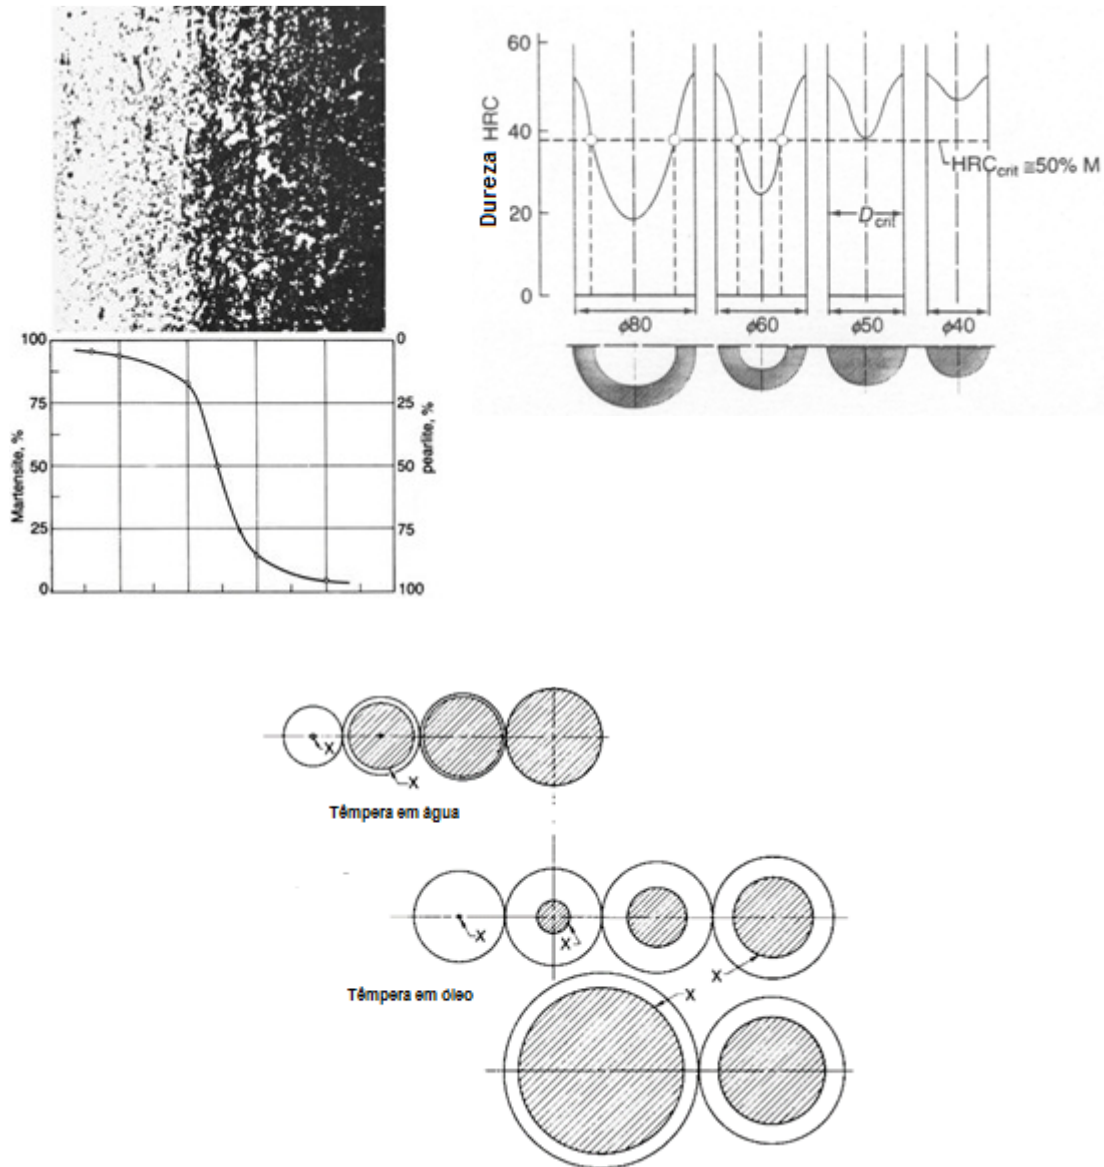 60
40
20
0
Dureza HRC
HRC crit ≅50% M
D crit
ϕ80
ϕ60
ϕ50
ϕ40
100
75
50
25
0
Martensite, %
0
25
50
75
100
pearlite, %
X
X
Têmpera em água
X
X
X
X
Têmpera em óleo